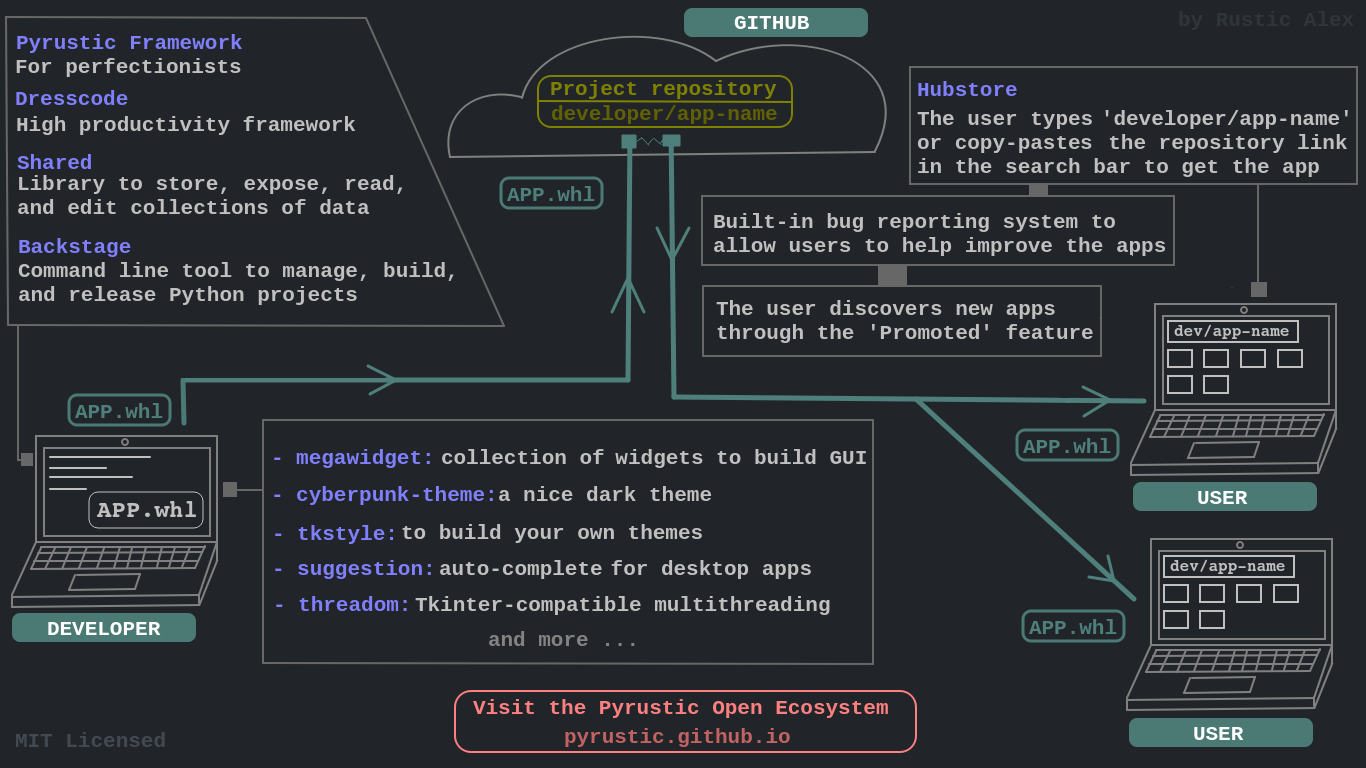 GITHUB
by Rustic Alex
Pyrustic Framework
For perfectionists
Dresscode
High productivity framework
Shared
Library to store, expose, read,
and edit collections of data
Backstage
Command line tool to manage, build,
and release Python projects
Project repository
developer/app-name
APP.whl
Hubstore
The user types 'developer/app-name'
or copy-pastes the repository link
in the search bar to get the app
Built-in bug reporting system to
allow users to help improve the apps
The user discovers new apps
through the 'Promoted' feature
dev/app-name
APP.whl
USER
APP.whl
APP.whl
DEVELOPER
- megawidget: collection of widgets to build GUI
- cyberpunk-theme: a nice dark theme
- tkstyle: to build your own themes
- suggestion: auto-complete for desktop apps
- threadom: Tkinter-compatible multithreading
and more ...
dev/app-name
APP.whl
USER
Visit the Pyrustic Open Ecosystem
pyrustic.github.io
MIT Licensed